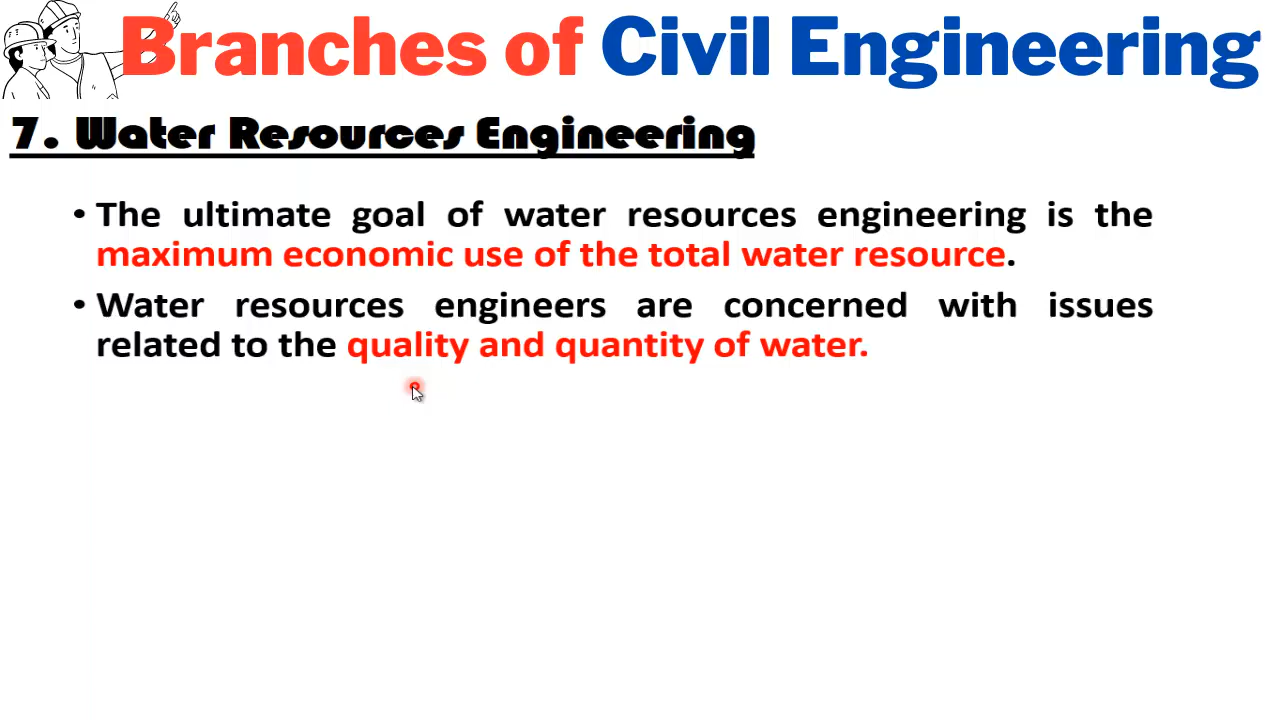 Branches of Civil Engineering
7. Water Resources Engineering
• The ultimate goal of water resources engineering is the
maximum economic use of the total water resource.
• Water resources engineers are concerned with issues
related to the quality and quantity of water.